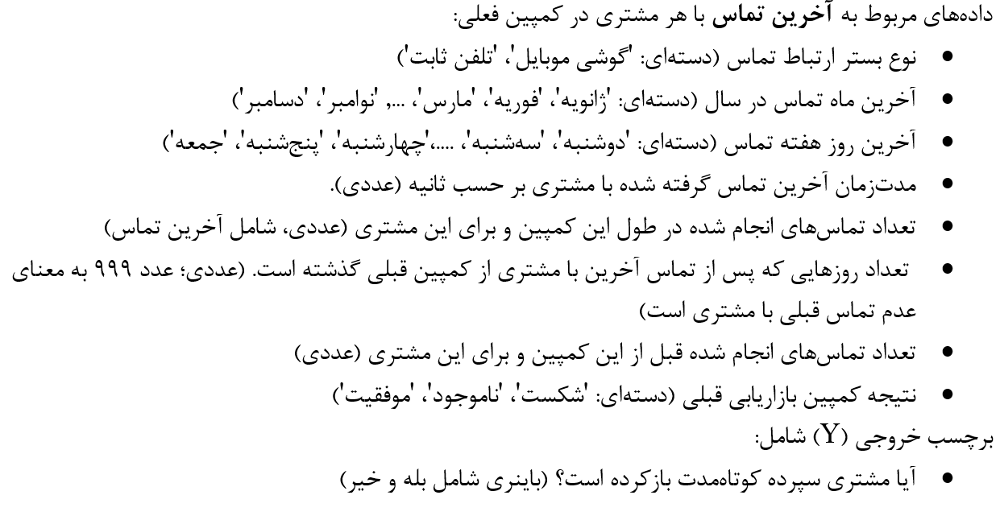 داده‌های مربوط به آخرین تماس با هر مشتری در کمپین فعلی:
• نوع بستر ارتباط تماس (دسته‌ای: 'گوشی موبایل'، 'تلفن ثابت')
• آخرین ماه تماس در سال (دسته‌ای: 'ژانویه'، 'فوریه'، 'مارس'، ...، 'نوامبر'، 'دسامبر')
• آخرین روز هفته تماس (دسته‌ای: 'دوشنبه'، 'سه‌شنبه'، ....،'چهارشنبه'، 'پنج‌شنبه'، 'جمعه')
• مدت‌زمان آخرین تماس گرفته شده با مشتری بر حسب ثانیه (عددی).
• تعداد تماس‌های انجام شده در طول این کمپین و برای این مشتری (عددی، شامل آخرین تماس)
• تعداد روزهایی که پس از تماس آخرین با مشتری از کمپین قبلی گذشته است. (عددی؛ عدد ۹۹۹ به معنای
عدم تماس قبلی با مشتری است)
• تعداد تماس‌های انجام شده قبل از این کمپین و برای این مشتری (عددی)
• نتیجه کمپین بازاریابی قبلی (دسته‌ای: 'شکست'، 'ناموجود'، 'موفقیت')
برچسب خروجی (Y) شامل:
• آیا مشتری سپرده کوتاه‌مدت بازکرده است؟ (باینری شامل بله و خیر)